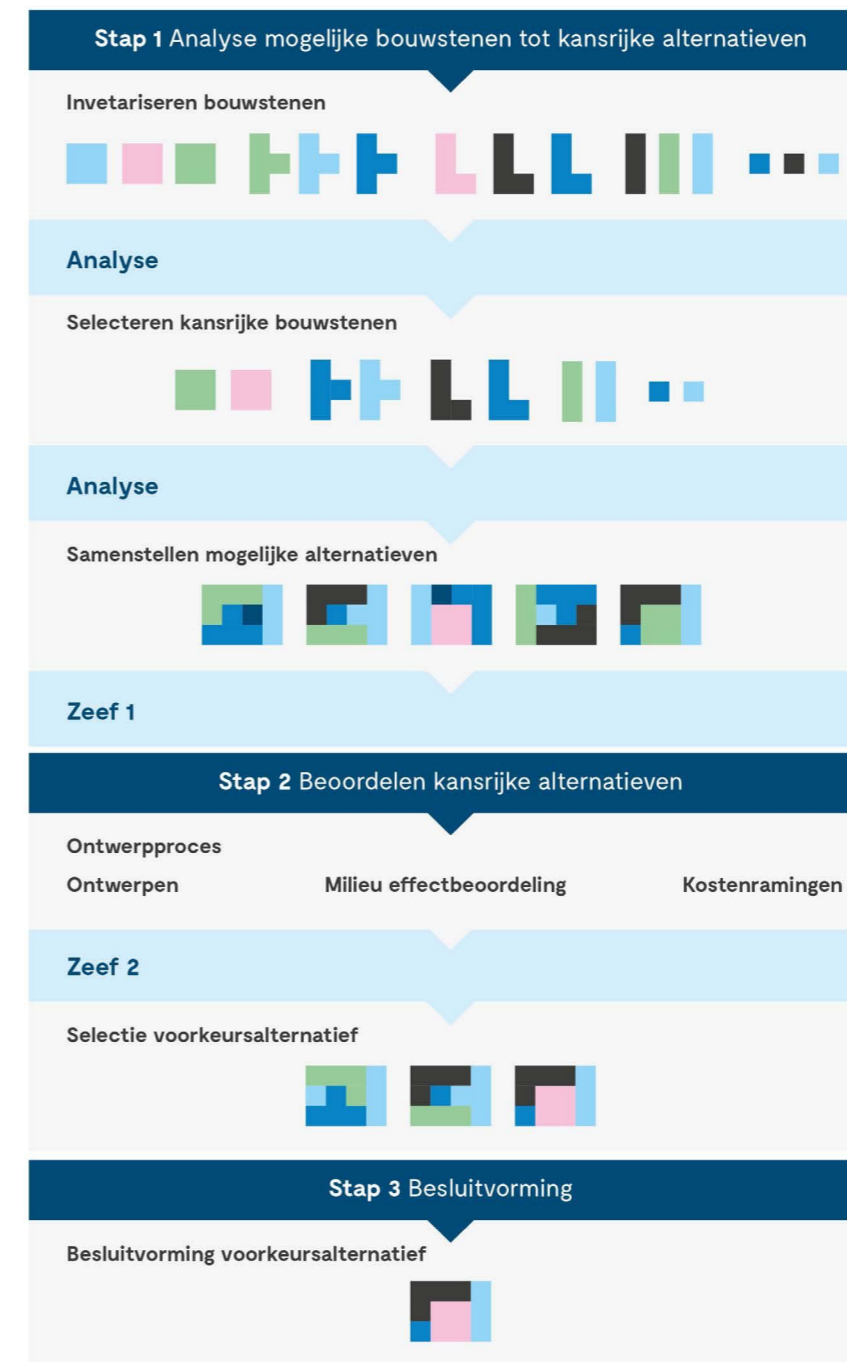 Stap 1 Analyse mogelijke bouwstenen tot kansrijke alternatieven
Invetariseren bouwstenen
Analyse
Selecteren kansrijke bouwstenen
Analyse
Samenstellen mogelijke alternatieven
Zeef 1
Stap 2 Beoordelen kansrijke alternatieven
Ontwerpproces
Ontwerpen Milieu effectbeoordeling Kostenramingen
Zeef 2
Selectie voorkeursalternatief
Stap 3 Besluitvorming
Besluitvorming voorkeursalternatief